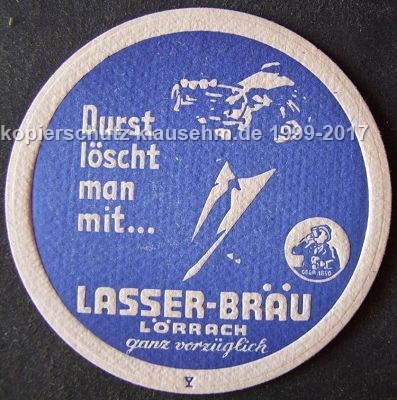 Durst
kopierschutz-klausehm.de 1999-2017
löscht
man
mit...
GEGR. 1850
LASSER-BRÄU
LÖRRACH
ganz vorzüglich
V